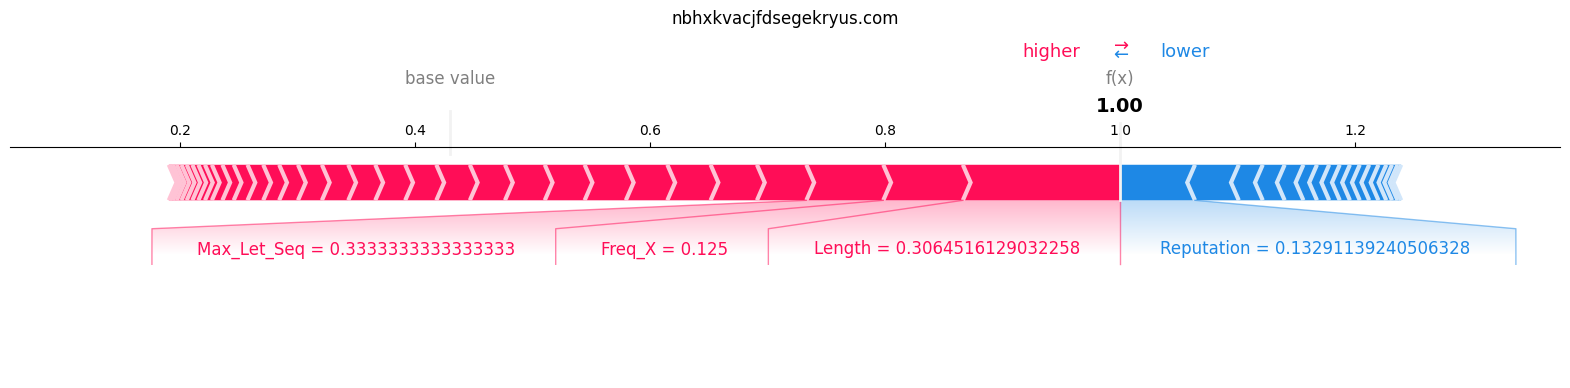 nbhxkvacjfdsegekryus.com
higher ⇄ lower
base value f(x)
1.00
0.2 0.4 0.6 0.8 1.0 1.2
Max_Let_Seq = 0.3333333333333333 Freq_X = 0.125 Length = 0.3064516129032258 Reputation = 0.13291139240506328